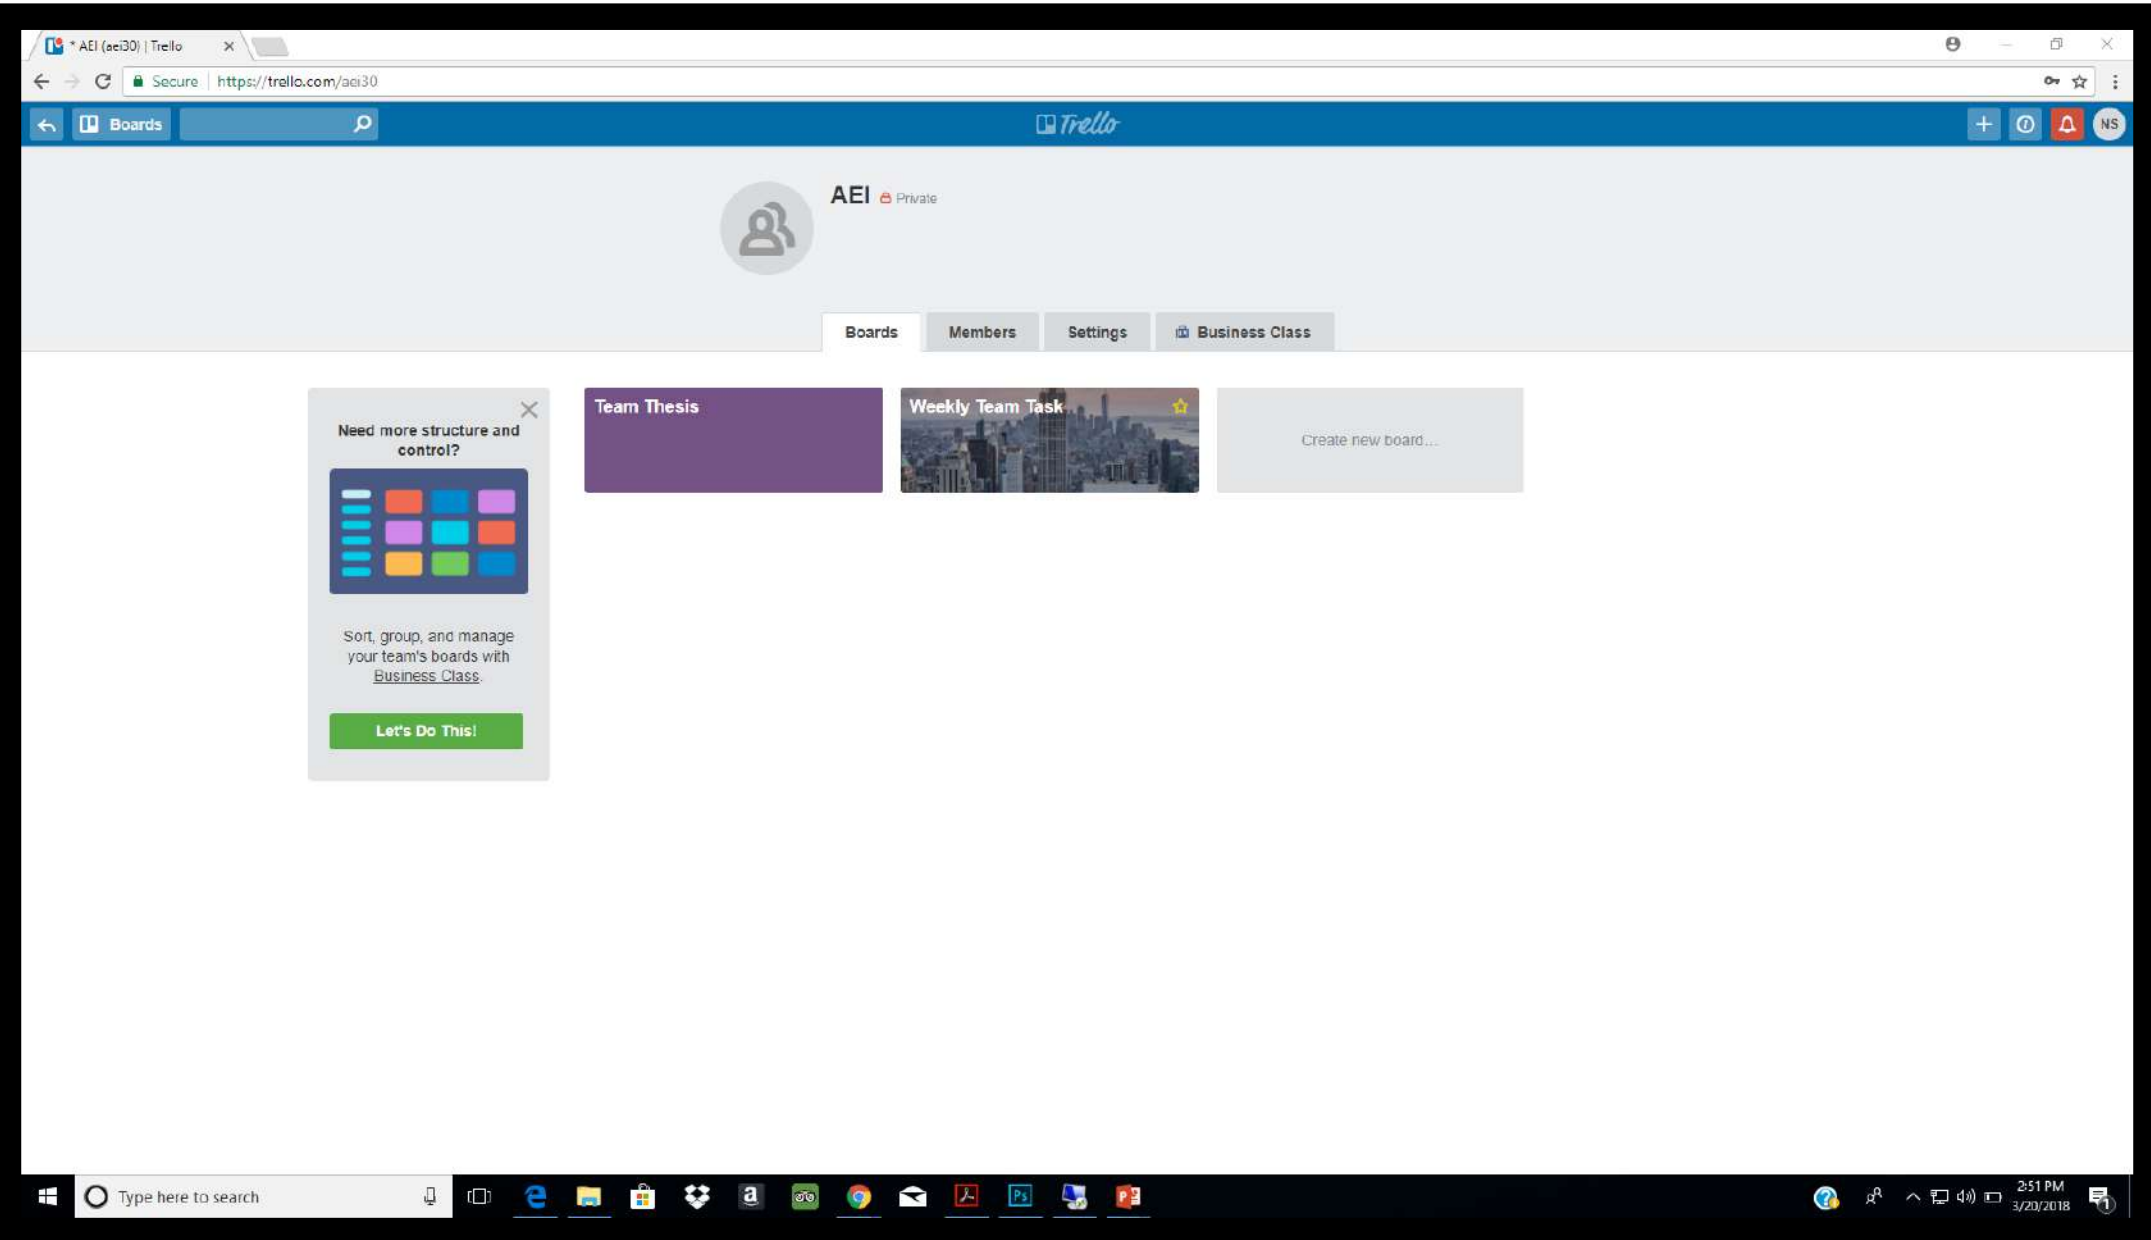 * AEI (aei30) | Trello
Secure
https://trello.com/aei30
Boards
Trello
NS
AEI
Private
Boards
Members
Settings
Business Class
Need more structure and
control?
Sort, group, and manage
your team's boards with
Business Class.
Let's Do This!
Team Thesis
Weekly Team Task
Create new board...
Type here to search
a
Ps
2:51 PM
3/20/2018
1